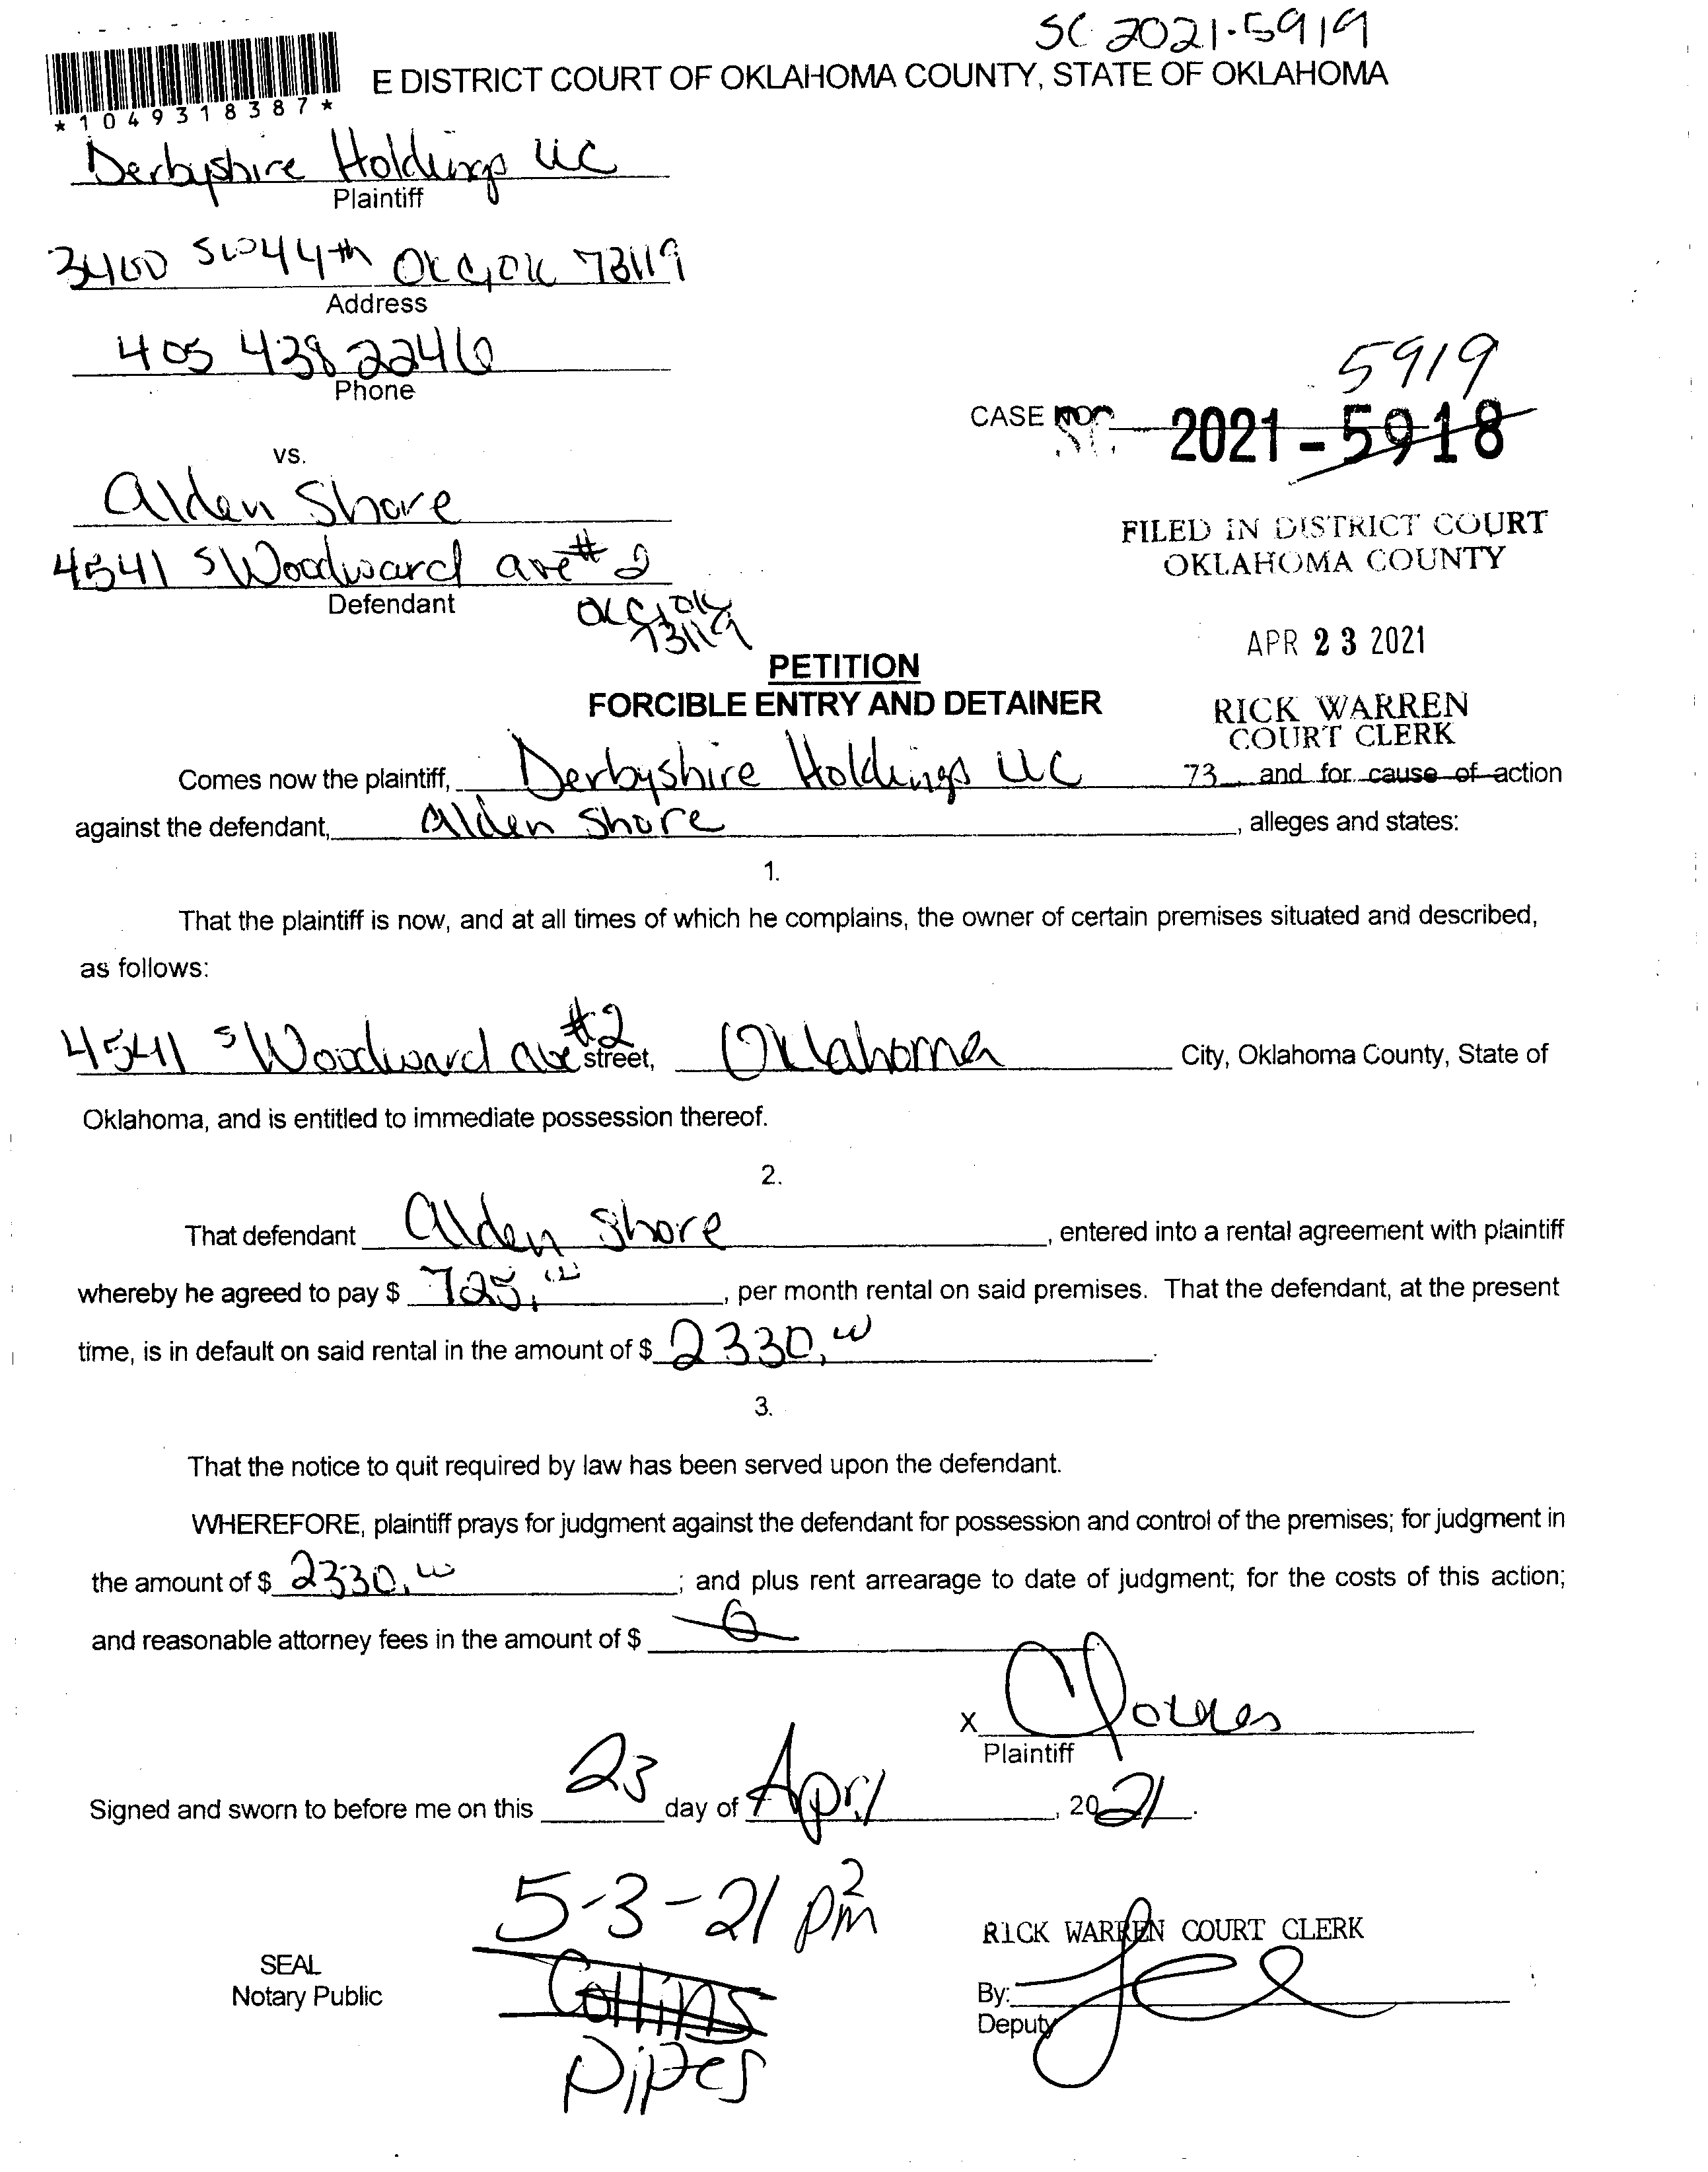 SC 2021-5919
E DISTRICT COURT OF OKLAHOMA COUNTY, STATE OF OKLAHOMA
*1049318387*
Derbyshire Holdings LLC
Plaintiff
3400 SW 44th OKC, OK 73119
Address
405 438 2246
Phone
5919
CASE NO. 2021-5918
SC
vs.
Alden Shore
4541 S Woodward ave #2
Defendant
OKC, OK
73119
FILED IN DISTRICT COURT
OKLAHOMA COUNTY
APR 23 2021
RICK WARREN
COURT CLERK
PETITION
FORCIBLE ENTRY AND DETAINER
Comes now the plaintiff, Derbyshire Holdings LLC 73 and for cause of action
against the defendant, Alden Shore, alleges and states:
1.
That the plaintiff is now, and at all times of which he complains, the owner of certain premises situated and described,
as follows:
4541 S Woodward ave #2 street, Oklahoma City, Oklahoma County, State of
Oklahoma, and is entitled to immediate possession thereof.
2.
That defendant Alden Shore, entered into a rental agreement with plaintiff
whereby he agreed to pay $ 725.00, per month rental on said premises. That the defendant, at the present
time, is in default on said rental in the amount of $ 2330.00.
3.
That the notice to quit required by law has been served upon the defendant.
WHEREFORE, plaintiff prays for judgment against the defendant for possession and control of the premises; for judgment in
the amount of $ 2330.00; and plus rent arrearage to date of judgment; for the costs of this action;
and reasonable attorney fees in the amount of $ 0
X
Plaintiff
Signed and sworn to before me on this 23 day of April, 2021.
5-3-21 2 pm
SEAL
Notary Public
Collins
Pipes
RICK WARREN COURT CLERK
By:
Deputy